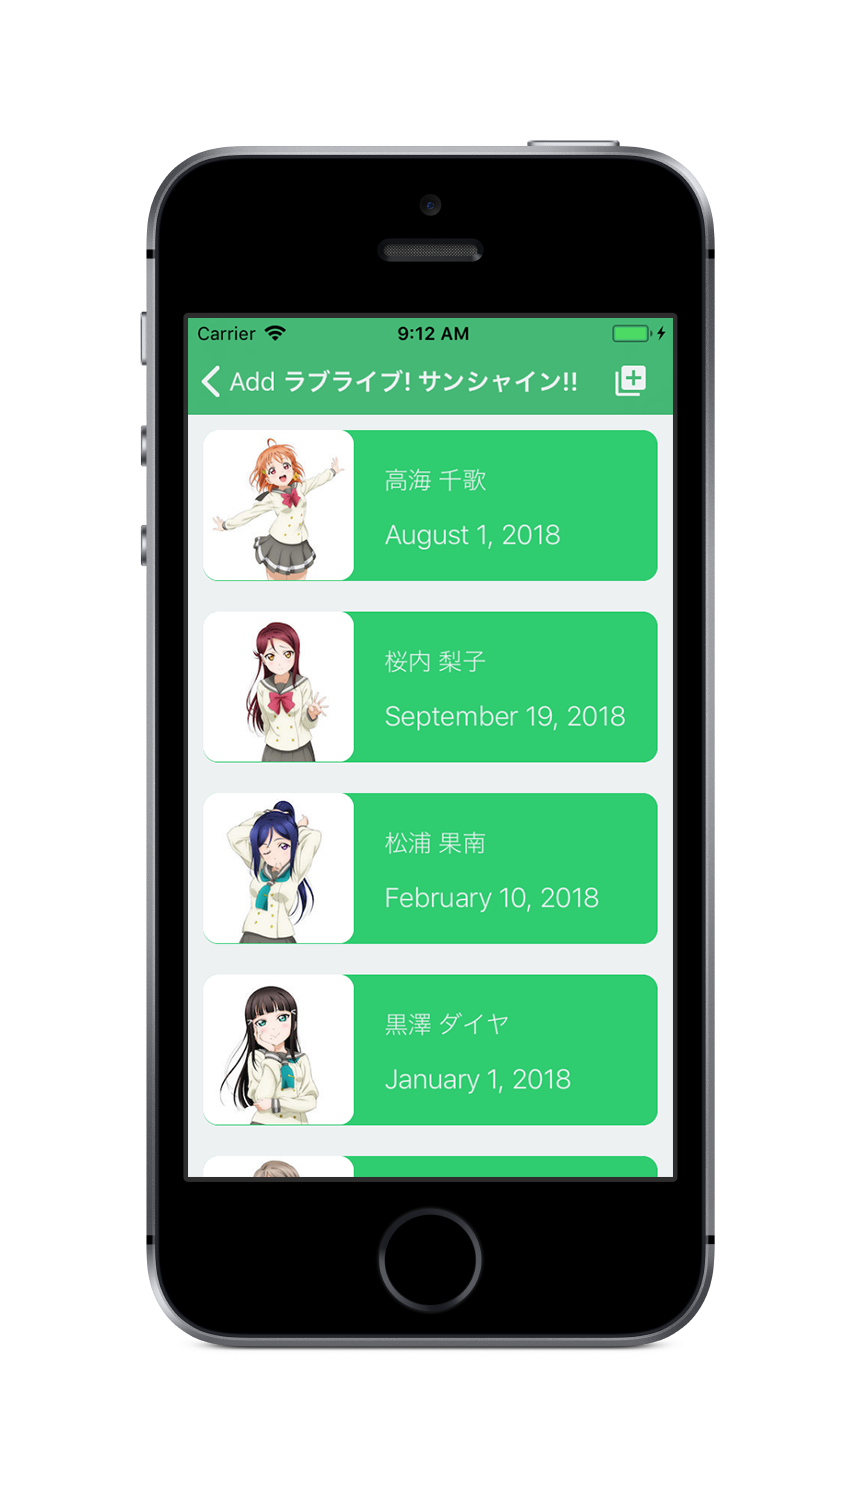 Carrier 9:12 AM
Add ラブライブ! サンシャイン!!
高海 千歌
August 1, 2018
桜内 梨子
September 19, 2018
松浦 果南
February 10, 2018
黒澤 ダイヤ
January 1, 2018